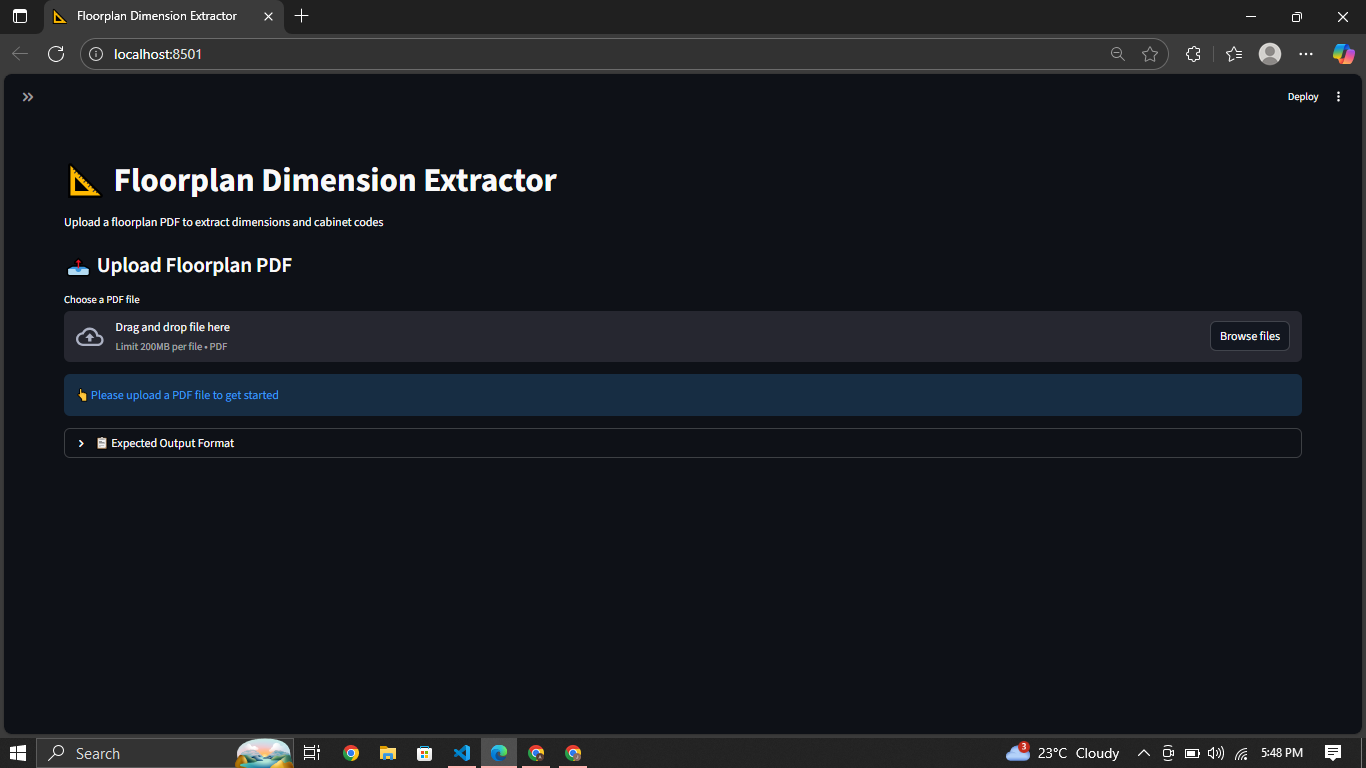 Floorplan Dimension Extractor
localhost:8501
Deploy
Floorplan Dimension Extractor
Upload a floorplan PDF to extract dimensions and cabinet codes
Upload Floorplan PDF
Choose a PDF file
Drag and drop file here
Limit 200MB per file • PDF
Browse files
Please upload a PDF file to get started
Expected Output Format
Search
3
23°C Cloudy
5:48 PM